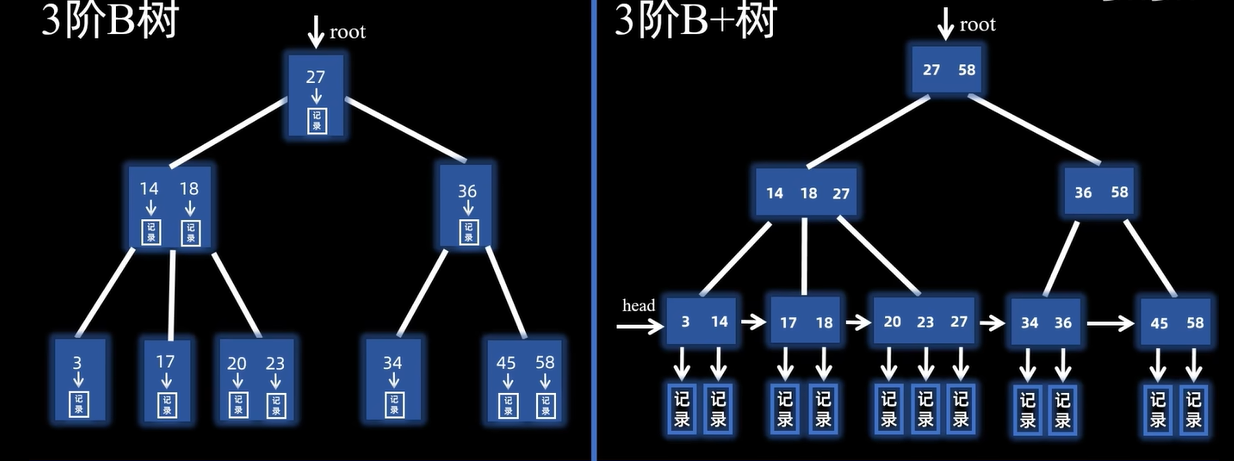 3阶B树
root
27
记录
14 18
记录 记录
36
记录
3
记录
17
记录
20 23
记录 记录
34
记录
45 58
记录 记录
3阶B+树
root
27 58
14 18 27
36 58
head
3 14
17 18
20 23 27
34 36
45 58
记录 记录
记录 记录
记录 记录 记录
记录 记录
记录 记录